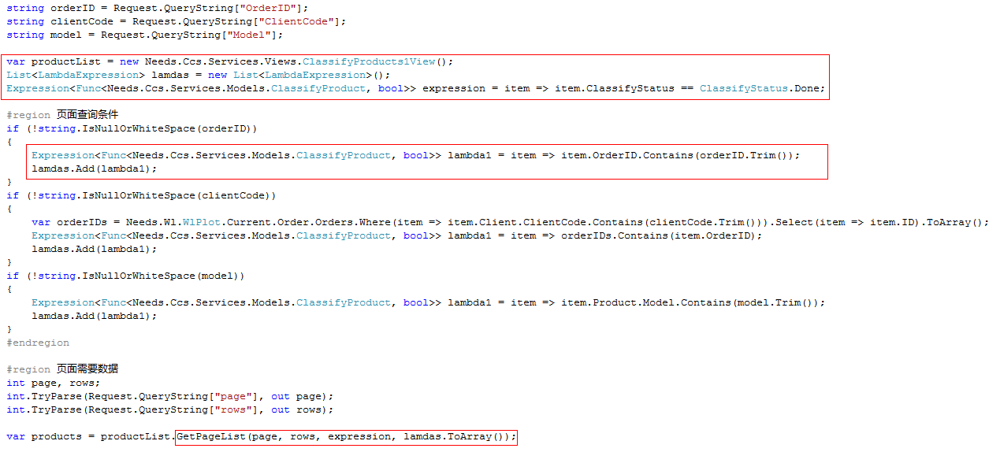 string orderID = Request.QueryString["OrderID"];
string clientCode = Request.QueryString["ClientCode"];
string model = Request.QueryString["Model"];
var productList = new Needs.Ccs.Services.Views.ClassifyProducts1View();
List<LambdaExpression> lamdas = new List<LambdaExpression>();
Expression<Func<Needs.Ccs.Services.Models.ClassifyProduct, bool>> expression = item => item.ClassifyStatus == ClassifyStatus.Done;
#region 页面查询条件
if (!string.IsNullOrWhiteSpace(orderID))
{
Expression<Func<Needs.Ccs.Services.Models.ClassifyProduct, bool>> lambda1 = item => item.OrderID.Contains(orderID.Trim());
lamdas.Add(lambda1);
}
if (!string.IsNullOrWhiteSpace(clientCode))
{
var orderIDs = Needs.Wl.WlPlot.Current.Order.Orders.Where(item => item.Client.ClientCode.Contains(clientCode.Trim())).Select(item => item.ID).ToArray();
Expression<Func<Needs.Ccs.Services.Models.ClassifyProduct, bool>> lambda1 = item => orderIDs.Contains(item.OrderID);
lamdas.Add(lambda1);
}
if (!string.IsNullOrWhiteSpace(model))
{
Expression<Func<Needs.Ccs.Services.Models.ClassifyProduct, bool>> lambda1 = item => item.Product.Model.Contains(model.Trim());
lamdas.Add(lambda1);
}
#endregion
#region 页面需要数据
int page, rows;
int.TryParse(Request.QueryString["page"], out page);
int.TryParse(Request.QueryString["rows"], out rows);
var products = productList.GetPageList(page, rows, expression, lamdas.ToArray());